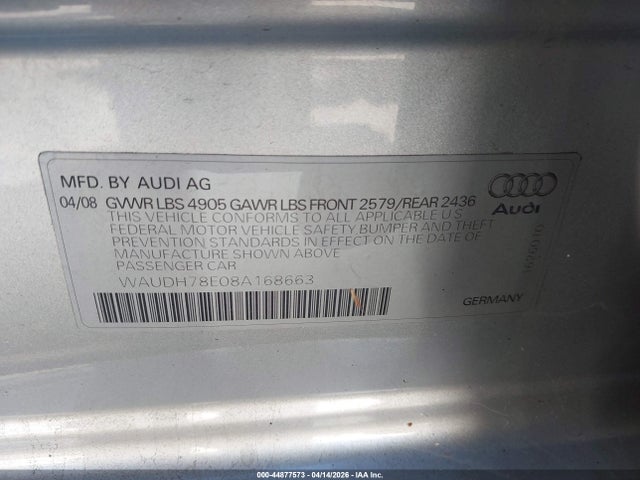 MFD. BY AUDI AG
04/08 GVWR LBS 4905 GAWR LBS FRONT 2579/REAR 2436
THIS VEHICLE CONFORMS TO ALL APPLICABLE U S
FEDERAL MOTOR VEHICLE SAFETY BUMPER AND THEFT
PREVENTION STANDARDS IN EFFECT ON THE DATE OF
MANUFACTURE SHOWN ABOVE
PASSENGER CAR
WAUDH78E08A168663
Audi
GERMANY
000-44877573 - 04/14/2026 - IAA Inc.